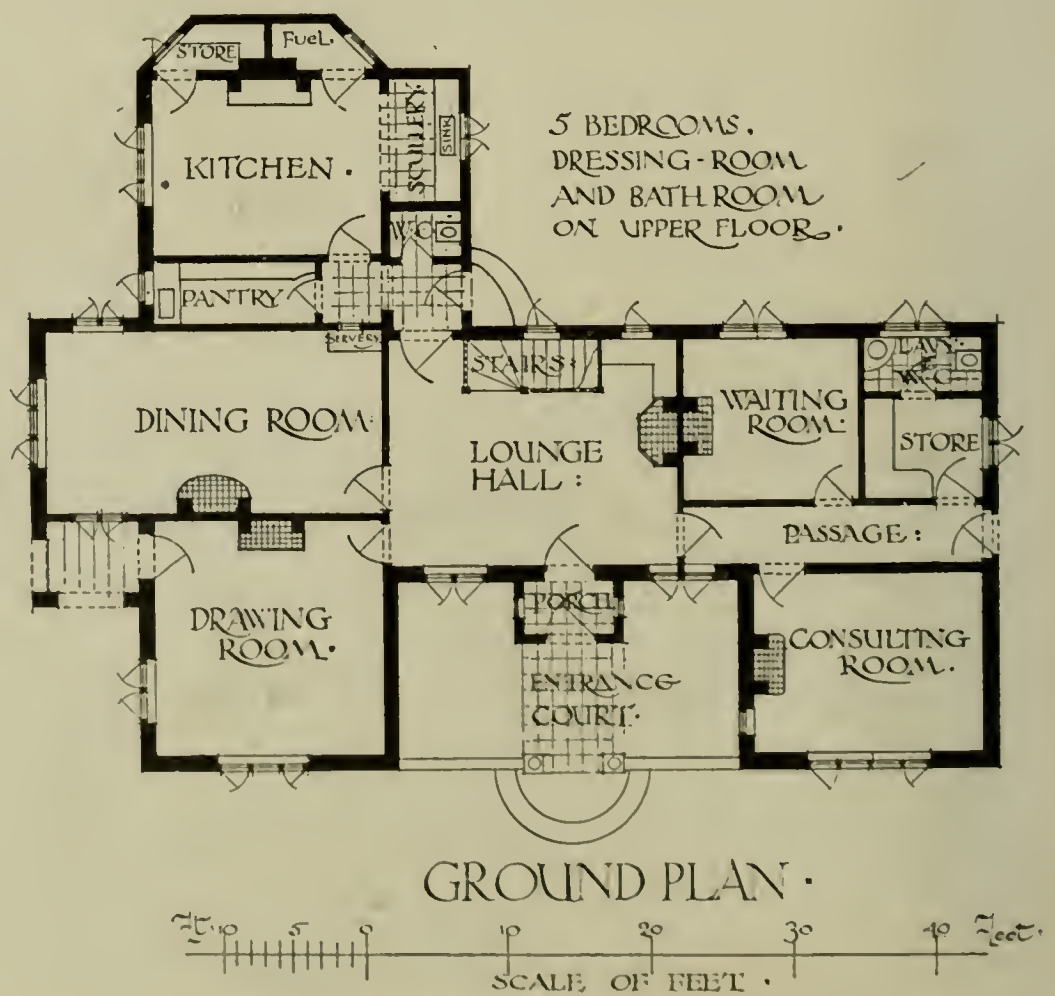 STORE
FUEL.
KITCHEN.
SCULLERY.
SINK
W.C.
PANTRY
SERVERY
5 BEDROOMS.
DRESSING-ROOM
AND BATH ROOM
ON UPPER FLOOR.
DINING ROOM.
STAIRS:
LOUNGE
HALL:
WAITING
ROOM:
LAVY.
W.C.
STORE
PASSAGE:
DRAWING
ROOM.
PORCH
ENTRANCE
COURT.
CONSULTING
ROOM.
GROUND PLAN.
Ft. 10 5 0 10 20 30 40 Feet.
SCALE OF FEET.